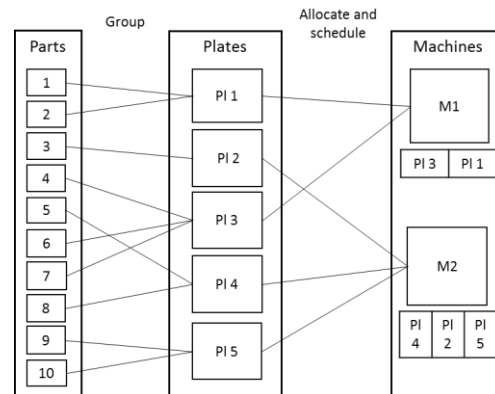 Group
Allocate and
schedule
Parts
Plates
Machines
1
2
3
4
5
6
7
8
9
10
Pl 1
Pl 2
Pl 3
Pl 4
Pl 5
M1
Pl 3 Pl 1
M2
Pl Pl Pl
4 2 5